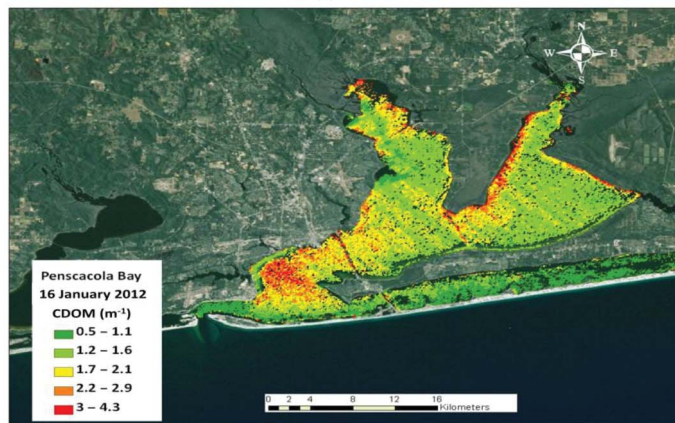 N
W E
S
Penscacola Bay
16 January 2012
CDOM (m⁻¹)
0.5 – 1.1
1.2 – 1.6
1.7 – 2.1
2.2 – 2.9
3 – 4.3
0 2 4 8 12 16
Kilometers